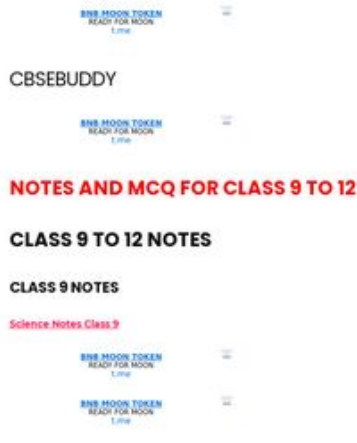 BNB MOON TOKEN
READY FOR MOON
t.me
CBSEBUDDY
BNB MOON TOKEN
READY FOR MOON
t.me
NOTES AND MCQ FOR CLASS 9 TO 12
CLASS 9 TO 12 NOTES
CLASS 9 NOTES
Science Notes Class 9
BNB MOON TOKEN
READY FOR MOON
t.me
BNB MOON TOKEN
READY FOR MOON
t.me